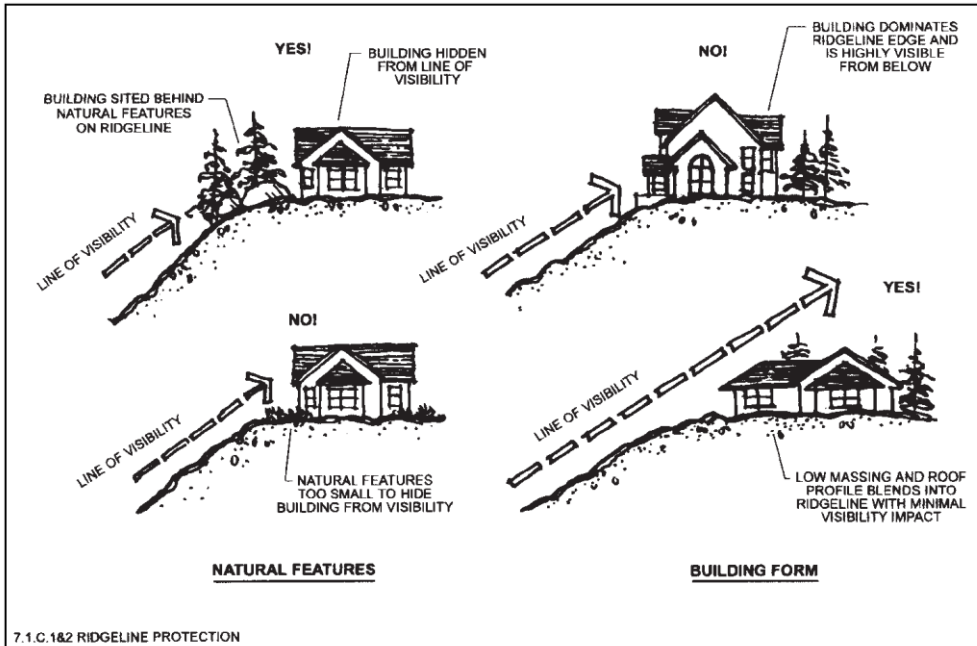 YES!
BUILDING HIDDEN
FROM LINE OF
VISIBILITY
BUILDING SITED BEHIND
NATURAL FEATURES
ON RIDGELINE
LINE OF VISIBILITY
NO!
BUILDING DOMINATES
RIDGELINE EDGE AND
IS HIGHLY VISIBLE
FROM BELOW
LINE OF VISIBILITY
NO!
LINE OF VISIBILITY
NATURAL FEATURES
TOO SMALL TO HIDE
BUILDING FROM VISIBILITY
YES!
LINE OF VISIBILITY
LOW MASSING AND ROOF
PROFILE BLENDS INTO
RIDGELINE WITH MINIMAL
VISIBILITY IMPACT
NATURAL FEATURES
BUILDING FORM
7.1.C.1&2 RIDGELINE PROTECTION